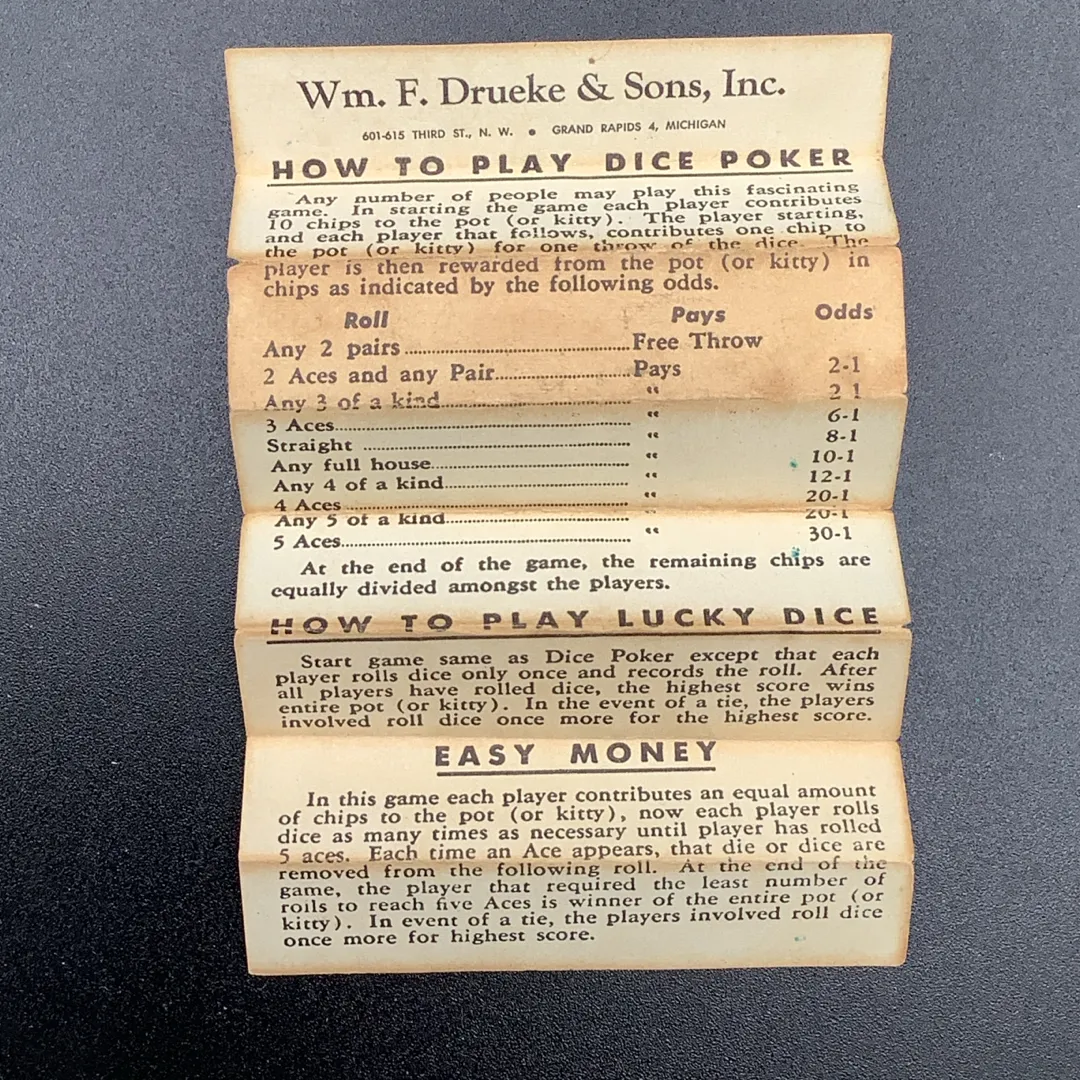 Wm. F. Drueke & Sons, Inc.
601-615 THIRD ST., N. W. • GRAND RAPIDS 4, MICHIGAN
HOW TO PLAY DICE POKER
Any number of people may play this fascinating
game. In starting the game each player contributes
10 chips to the pot (or kitty). The player starting,
and each player that follows, contributes one chip to
the pot (or kitty) for one throw of the dice. The
player is then rewarded from the pot (or kitty) in
chips as indicated by the following odds.
Roll Pays Odds
Any 2 pairs Free Throw
2 Aces and any Pair Pays 2-1
Any 3 of a kind " 2 1
3 Aces " 6-1
Straight " 8-1
Any full house " 10-1
Any 4 of a kind " 12-1
4 Aces " 20-1
Any 5 of a kind " 20-1
5 Aces " 30-1
At the end of the game, the remaining chips are
equally divided amongst the players.
HOW TO PLAY LUCKY DICE
Start game same as Dice Poker except that each
player rolls dice only once and records the roll. After
all players have rolled dice, the highest score wins
entire pot (or kitty). In the event of a tie, the players
involved roll dice once more for the highest score.
EASY MONEY
In this game each player contributes an equal amount
of chips to the pot (or kitty), now each player rolls
dice as many times as necessary until player has rolled
5 aces. Each time an Ace appears, that die or dice are
removed from the following roll. At the end of the
game, the player that required the least number of
rolls to reach five Aces is winner of the entire pot (or
kitty). In event of a tie, the players involved roll dice
once more for highest score.